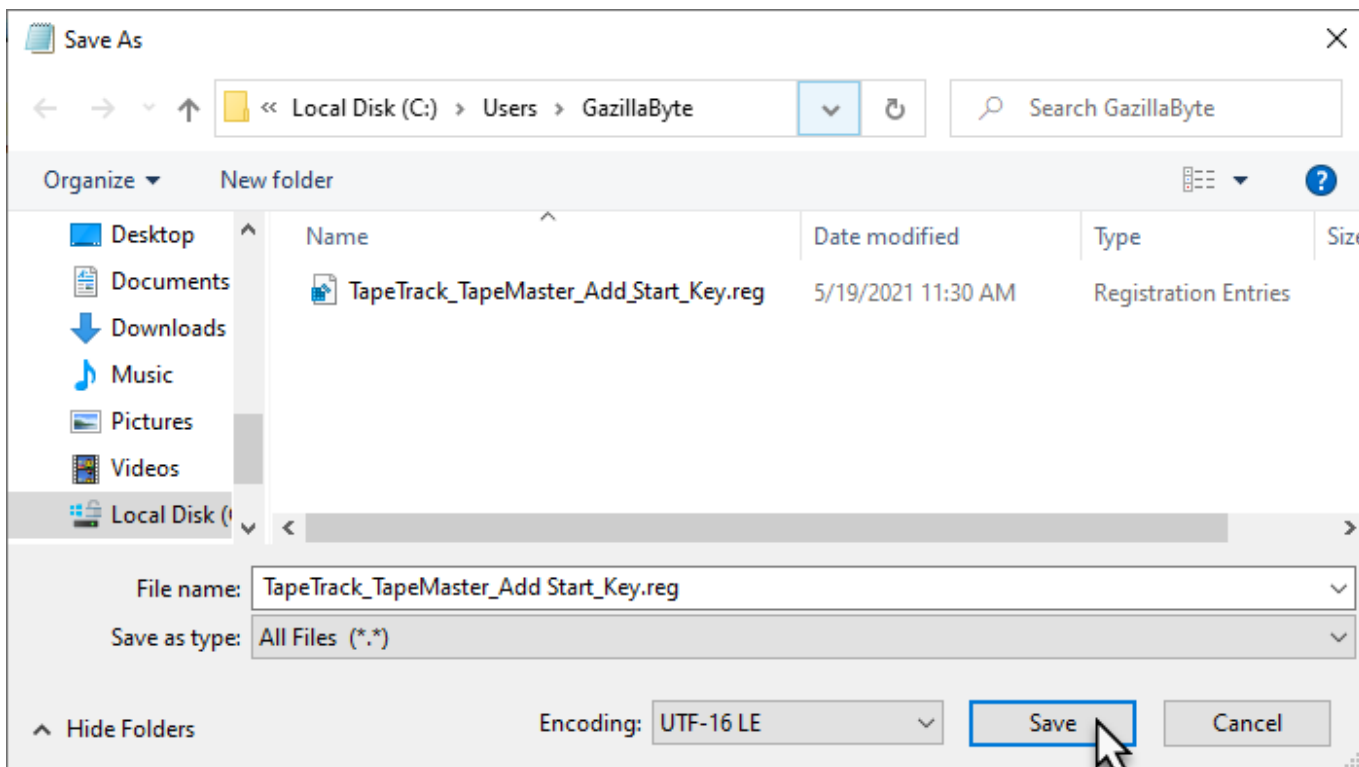 Save As
« Local Disk (C:) › Users › GazillaByte
Search GazillaByte
Organize New folder
?
Name Date modified Type Size
Desktop
Documents
Downloads
Music
Pictures
Videos
Local Disk (
TapeTrack_TapeMaster_Add_Start_Key.reg 5/19/2021 11:30 AM Registration Entries
File name: TapeTrack_TapeMaster_Add Start_Key.reg
Save as type: All Files (*.*)
Hide Folders
Encoding: UTF-16 LE
Save
Cancel